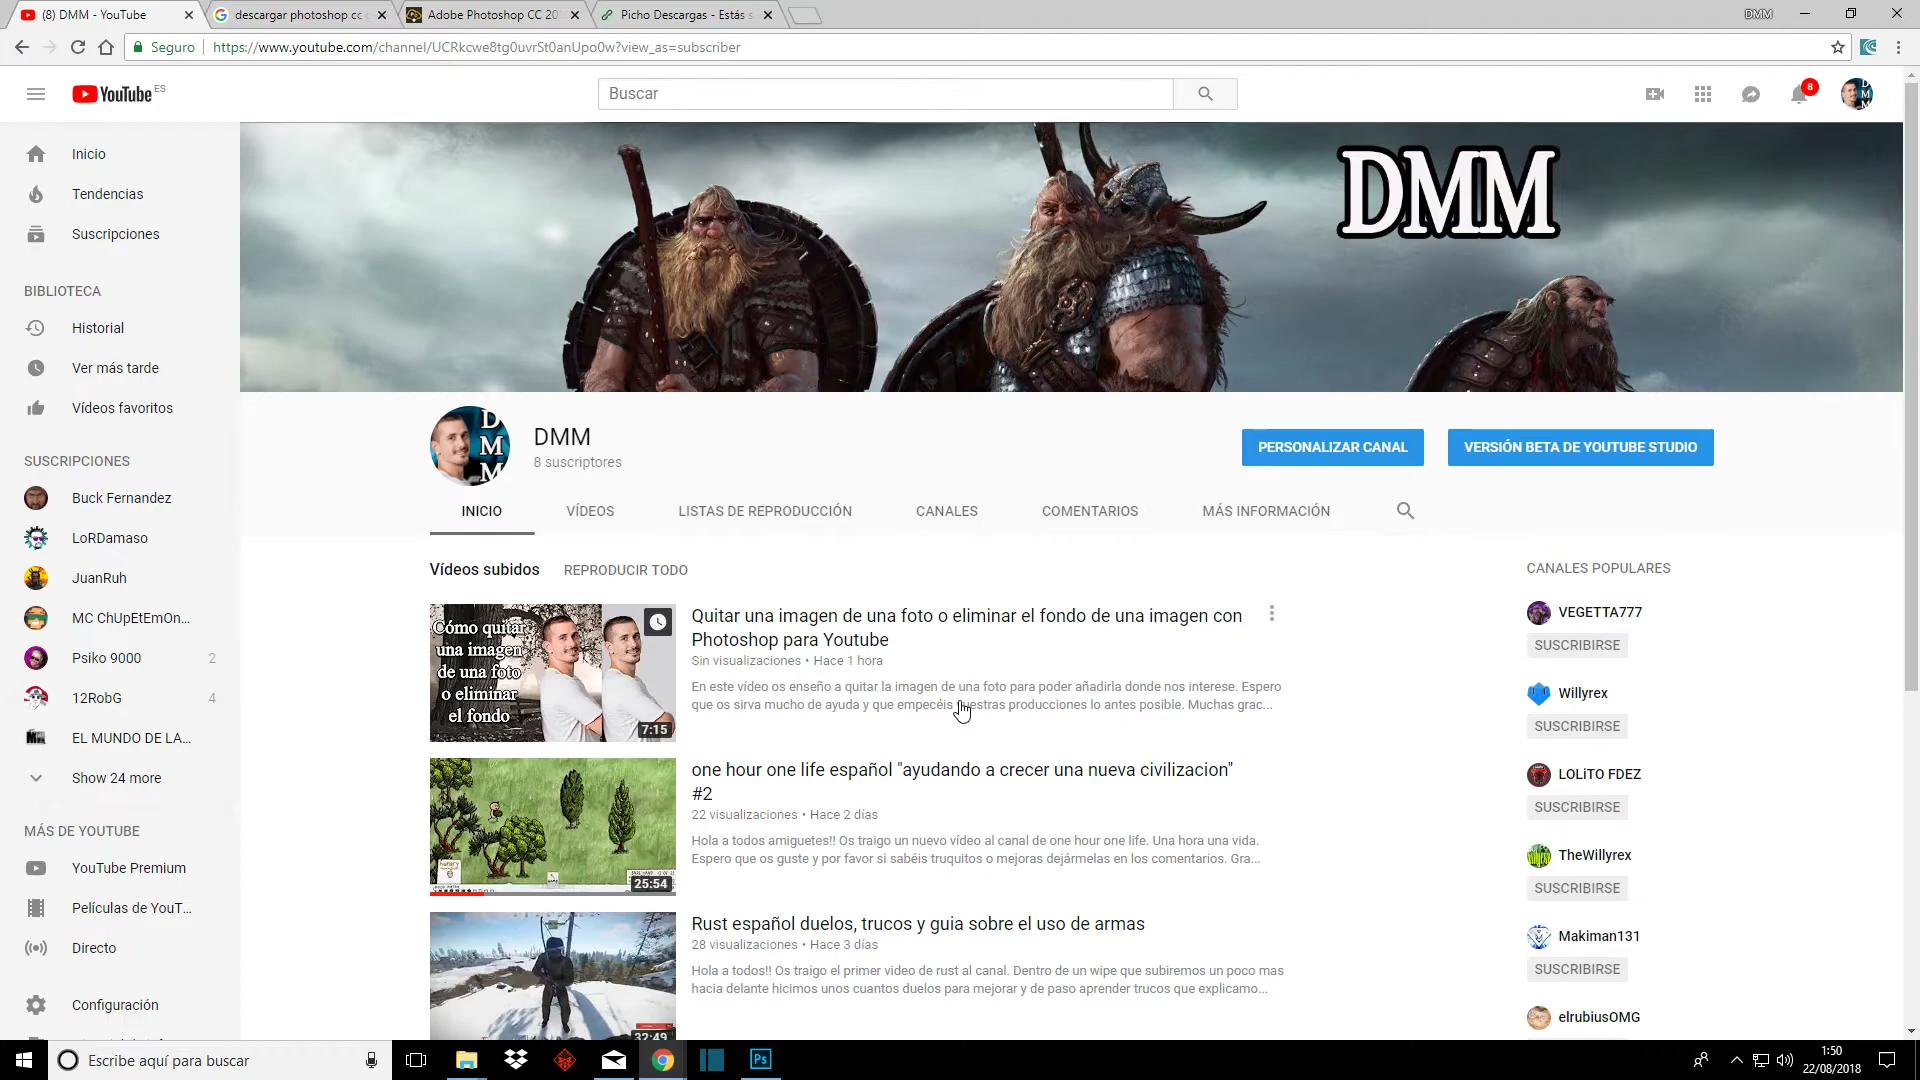 (8) DMM - YouTube
descargar photoshop cc
Adobe Photoshop CC 20
Picho Descargas - Estás
DMM
Seguro
https://www.youtube.com/channel/UCRkcwe8tg0uvrSt0anUpo0w?view_as=subscriber
YouTube ES
Buscar
8
Inicio
Tendencias
Suscripciones
BIBLIOTECA
Historial
Ver más tarde
Vídeos favoritos
SUSCRIPCIONES
Buck Fernandez
LoRDamaso
JuanRuh
MC ChUpEtEmOn...
Psiko 9000 2
12RobG 4
EL MUNDO DE LA...
Show 24 more
MÁS DE YOUTUBE
YouTube Premium
Películas de YouT...
Directo
Configuración
DMM
DMM
DMM
8 suscriptores
PERSONALIZAR CANAL
VERSIÓN BETA DE YOUTUBE STUDIO
INICIO
VÍDEOS
LISTAS DE REPRODUCCIÓN
CANALES
COMENTARIOS
MÁS INFORMACIÓN
Vídeos subidos
REPRODUCIR TODO
Cómo quitar
una imagen
de una foto
o eliminar
el fondo
7:15
Quitar una imagen de una foto o eliminar el fondo de una imagen con
Photoshop para Youtube
Sin visualizaciones • Hace 1 hora
En este vídeo os enseño a quitar la imagen de una foto para poder añadirla donde nos interese. Espero
que os sirva mucho de ayuda y que empecéis vuestras producciones lo antes posible. Muchas grac...
25:54
one hour one life español "ayudando a crecer una nueva civilizacion"
#2
22 visualizaciones • Hace 2 días
Hola a todos amiguetes!! Os traigo un nuevo vídeo al canal de one hour one life. Una hora una vida.
Espero que os guste y por favor si sabéis truquitos o mejoras dejármelas en los comentarios. Gra...
32:49
Rust español duelos, trucos y guia sobre el uso de armas
28 visualizaciones • Hace 3 días
Hola a todos!! Os traigo el primer video de rust al canal. Dentro de un wipe que subiremos un poco mas
hacia delante hicimos unos cuantos duelos para mejorar y de paso aprender trucos que explicamo...
CANALES POPULARES
VEGETTA777
SUSCRIBIRSE
Willyrex
SUSCRIBIRSE
LOLiTO FDEZ
SUSCRIBIRSE
TheWillyrex
SUSCRIBIRSE
Makiman131
SUSCRIBIRSE
elrubiusOMG
Escribe aquí para buscar
Ps
1:50
22/08/2018